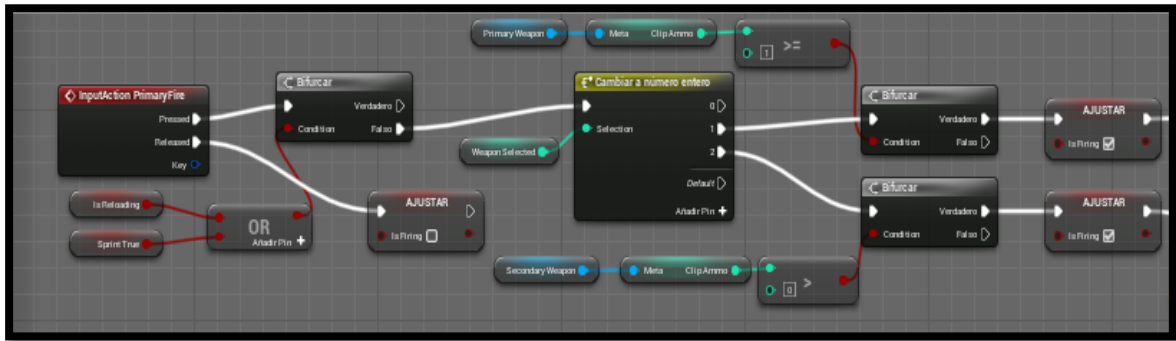 Primary Weapon
Meta
Clip Ammo
1
>=
InputAction PrimaryFire
Pressed
Released
Key
Bifurcar
Verdadero
Condition
Falso
Cambiar a número entero
0
Selection
1
2
Default
Añadir Pin +
Weapon Selected
Bifurcar
Verdadero
Condition
Falso
AJUSTAR
Is Firing
Is Reloading
Sprint True
OR
Añadir Pin +
AJUSTAR
Is Firing
Bifurcar
Verdadero
Condition
Falso
AJUSTAR
Is Firing
Secondary Weapon
Meta
Clip Ammo
0
>